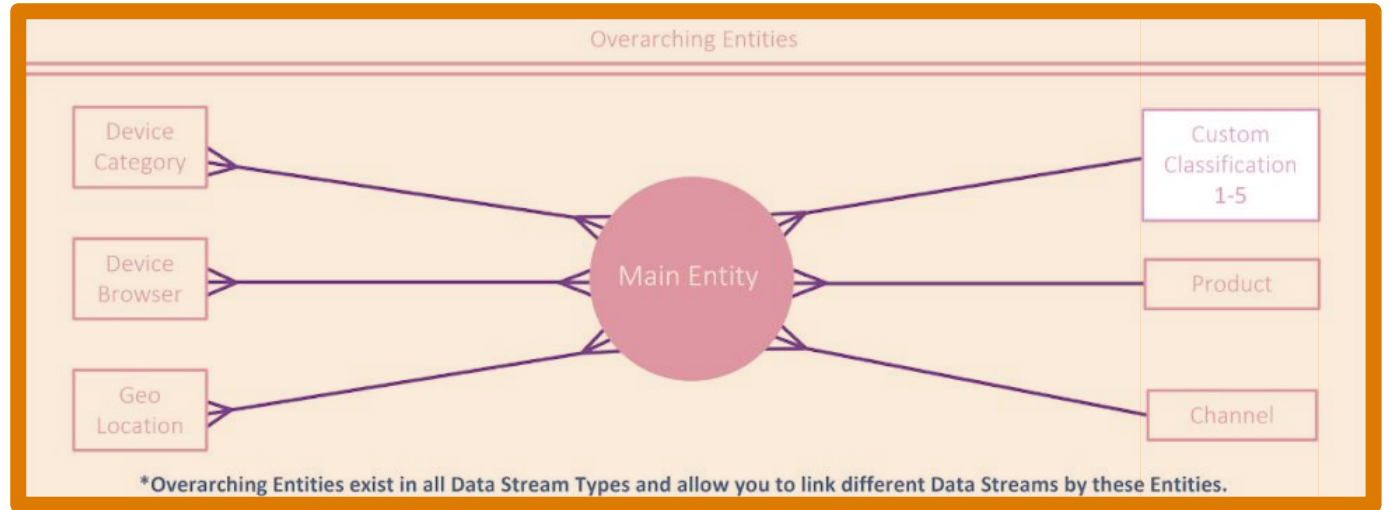 Overarching Entities
Device
Category
Device
Browser
Geo
Location
Main Entity
Custom
Classification
1-5
Product
Channel
*Overarching Entities exist in all Data Stream Types and allow you to link different Data Streams by these Entities.